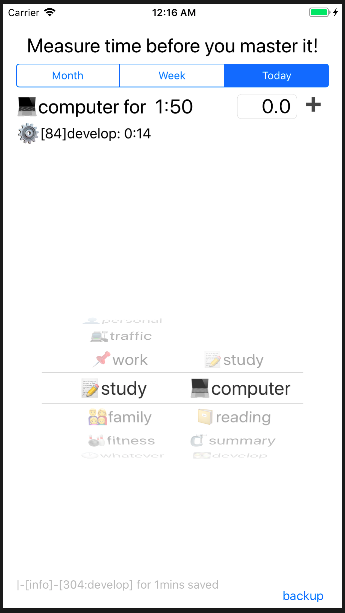 Carrier 12:16 AM
Measure time before you master it!
Month Week Today
computer for 1:50 0.0 +
[84]develop: 0:14
personal
traffic
work study
study computer
family reading
fitness summary
whatever develop
|-[info]-[304:develop] for 1mins saved
backup